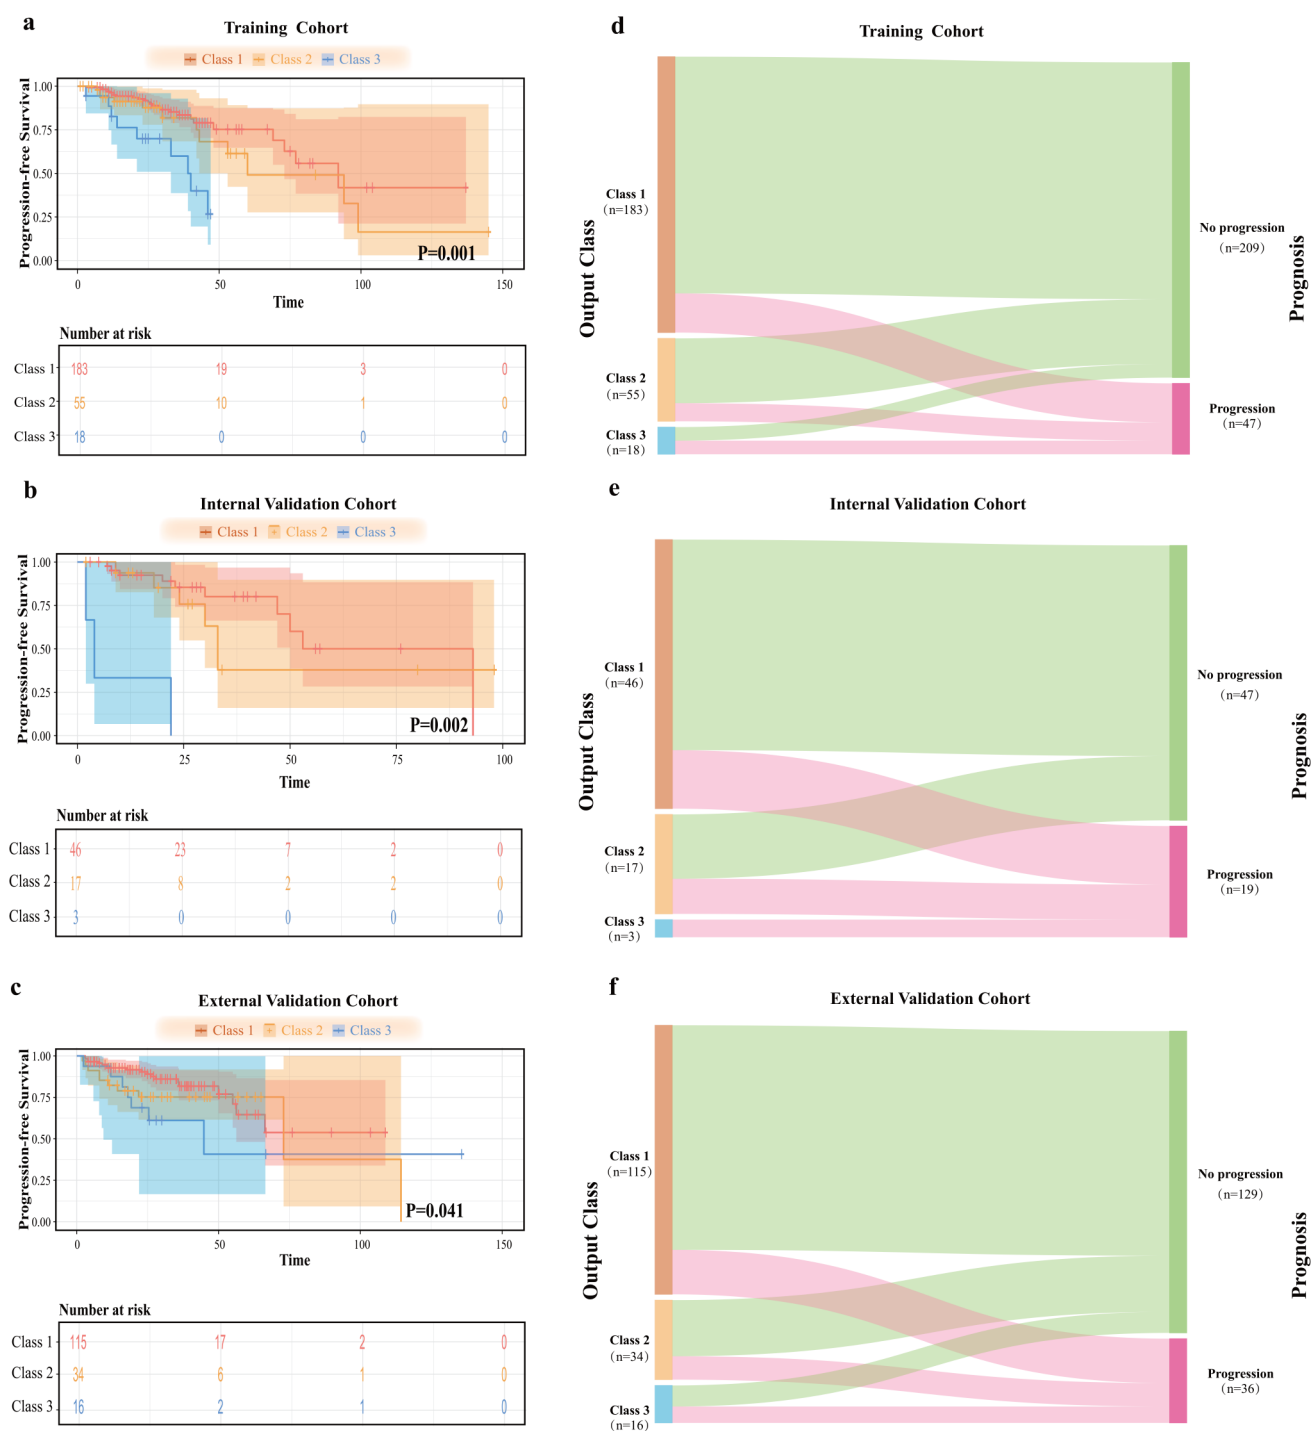 a
Training Cohort
Class 1 Class 2 Class 3
Progression-free Survival
1.00
0.75
0.50
0.25
0.00
P=0.001
0 50 100 150
Time
Number at risk
Class 1 183 19 3 0
Class 2 55 10 1 0
Class 3 18 0 0 0
b
Internal Validation Cohort
Class 1 Class 2 Class 3
Progression-free Survival
1.00
0.75
0.50
0.25
0.00
P=0.002
0 25 50 75 100
Time
Number at risk
Class 1 46 23 7 2 0
Class 2 17 8 2 2 0
Class 3 3 0 0 0 0
c
External Validation Cohort
Class 1 Class 2 Class 3
Progression-free Survival
1.00
0.75
0.50
0.25
0.00
P=0.041
0 50 100 150
Time
Number at risk
Class 1 115 17 2 0
Class 2 34 6 1 0
Class 3 16 2 1 0
d
Training Cohort
Output Class
Class 1
(n=183)
Class 2
(n=55)
Class 3
(n=18)
No progression
(n=209)
Progression
(n=47)
Prognosis
e
Internal Validation Cohort
Output Class
Class 1
(n=46)
Class 2
(n=17)
Class 3
(n=3)
No progression
(n=47)
Progression
(n=19)
Prognosis
f
External Validation Cohort
Output Class
Class 1
(n=115)
Class 2
(n=34)
Class 3
(n=16)
No progression
(n=129)
Progression
(n=36)
Prognosis